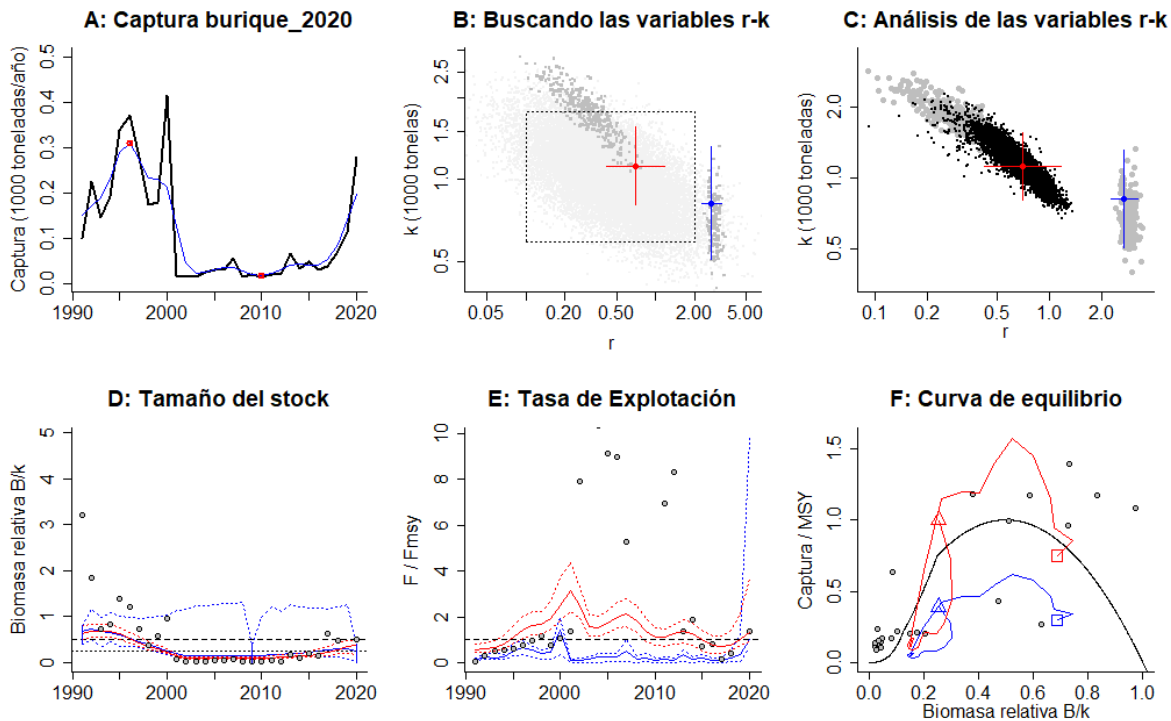 A: Captura burique_2020
Captura (1000 toneladas/año)
0.0 0.1 0.2 0.3 0.4 0.5
1990 2000 2010 2020
B: Buscando las variables r-k
k (1000 tonelas)
0.5 1.0 1.5 2.5
0.05 0.20 0.50 2.00 5.00
r
C: Análisis de las variables r-k
k (1000 toneladas)
0.5 1.0 2.0
0.1 0.2 0.5 1.0 2.0
r
D: Tamaño del stock
Biomasa relativa B/k
0 1 2 3 4 5
1990 2000 2010 2020
E: Tasa de Explotación
F / Fmsy
0 2 4 6 8 10
1990 2000 2010 2020
F: Curva de equilibrio
Captura / MSY
0.0 0.5 1.0 1.5
0.0 0.2 0.4 0.6 0.8 1.0
Biomasa relativa B/k